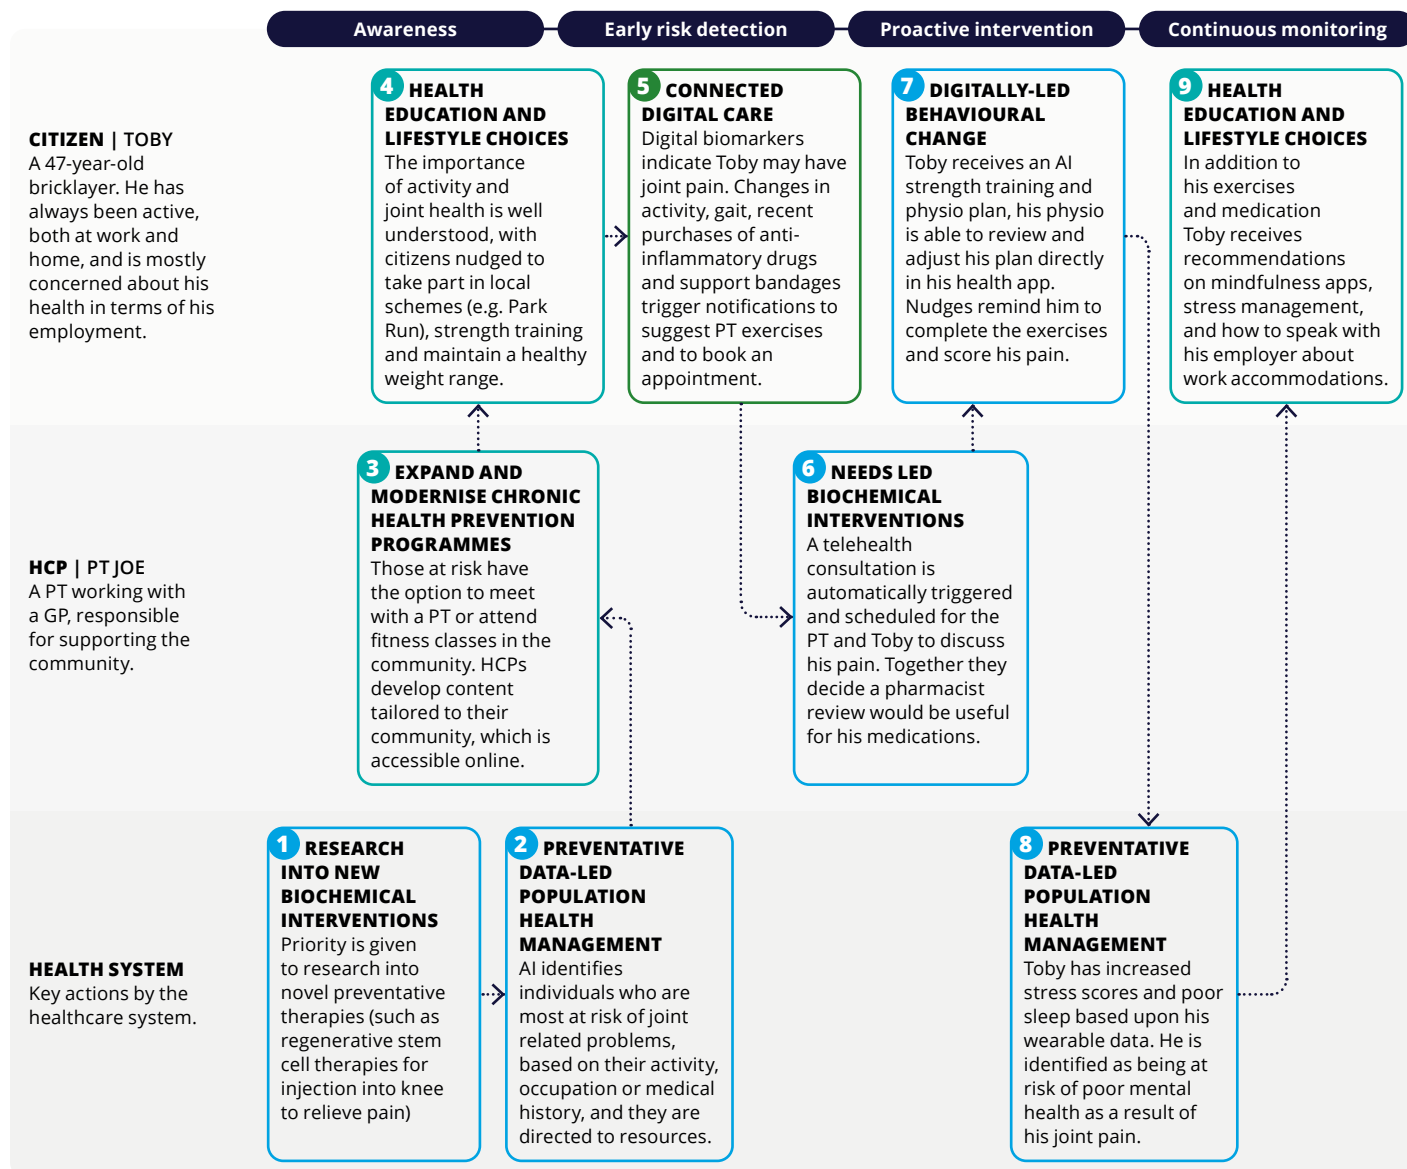 Awareness
Early risk detection
Proactive intervention
Continuous monitoring
CITIZEN | TOBY
A 47-year-old
bricklayer. He has
always been active,
both at work and
home, and is mostly
concerned about his
health in terms of his
employment.
4 HEALTH
EDUCATION AND
LIFESTYLE CHOICES
The importance
of activity and
joint health is well
understood, with
citizens nudged to
take part in local
schemes (e.g. Park
Run), strength training
and maintain a healthy
weight range.
5 CONNECTED
DIGITAL CARE
Digital biomarkers
indicate Toby may have
joint pain. Changes in
activity, gait, recent
purchases of anti-
inflammatory drugs
and support bandages
trigger notifications to
suggest PT exercises
and to book an
appointment.
7 DIGITALLY-LED
BEHAVIOURAL
CHANGE
Toby receives an AI
strength training and
physio plan, his physio
is able to review and
adjust his plan directly
in his health app.
Nudges remind him to
complete the exercises
and score his pain.
9 HEALTH
EDUCATION AND
LIFESTYLE CHOICES
In addition to
his exercises
and medication
Toby receives
recommendations
on mindfulness apps,
stress management,
and how to speak with
his employer about
work accommodations.
HCP | PT JOE
A PT working with
a GP, responsible
for supporting the
community.
3 EXPAND AND
MODERNISE CHRONIC
HEALTH PREVENTION
PROGRAMMES
Those at risk have
the option to meet
with a PT or attend
fitness classes in the
community. HCPs
develop content
tailored to their
community, which is
accessible online.
6 NEEDS LED
BIOCHEMICAL
INTERVENTIONS
A telehealth
consultation is
automatically triggered
and scheduled for the
PT and Toby to discuss
his pain. Together they
decide a pharmacist
review would be useful
for his medications.
HEALTH SYSTEM
Key actions by the
healthcare system.
1 RESEARCH
INTO NEW
BIOCHEMICAL
INTERVENTIONS
Priority is given
to research into
novel preventative
therapies (such as
regenerative stem
cell therapies for
injection into knee
to relieve pain)
2 PREVENTATIVE
DATA-LED
POPULATION
HEALTH
MANAGEMENT
AI identifies
individuals who are
most at risk of joint
related problems,
based on their activity,
occupation or medical
history, and they are
directed to resources.
8 PREVENTATIVE
DATA-LED
POPULATION
HEALTH
MANAGEMENT
Toby has increased
stress scores and poor
sleep based upon his
wearable data. He is
identified as being at
risk of poor mental
health as a result of
his joint pain.